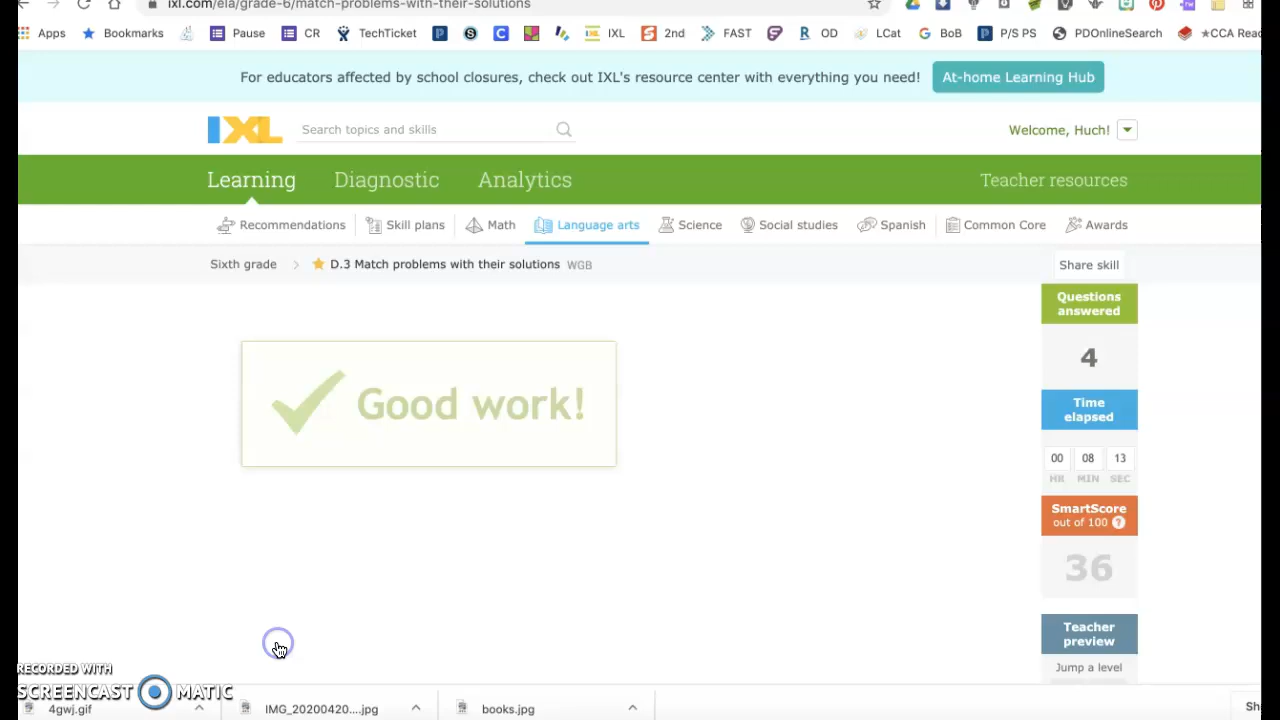 ixl.com/ela/grade-6/match-problems-with-their-solutions
Apps Bookmarks Pause CR TechTicket IXL 2nd FAST OD LCat BoB P/S PS PDOnlineSearch ★CCA Read
For educators affected by school closures, check out IXL's resource center with everything you need! At-home Learning Hub
IXL Search topics and skills Welcome, Huch!
Learning Diagnostic Analytics Teacher resources
Recommendations Skill plans Math Language arts Science Social studies Spanish Common Core Awards
Sixth grade > D.3 Match problems with their solutions WGB Share skill
Questions
answered
4
Good work!
Time
elapsed
00 08 13
HR MIN SEC
SmartScore
out of 100 ?
36
Teacher
preview
Jump a level
RECORDED WITH
SCREENCAST MATIC
4gwj.gif IMG_20200420....jpg books.jpg Sh